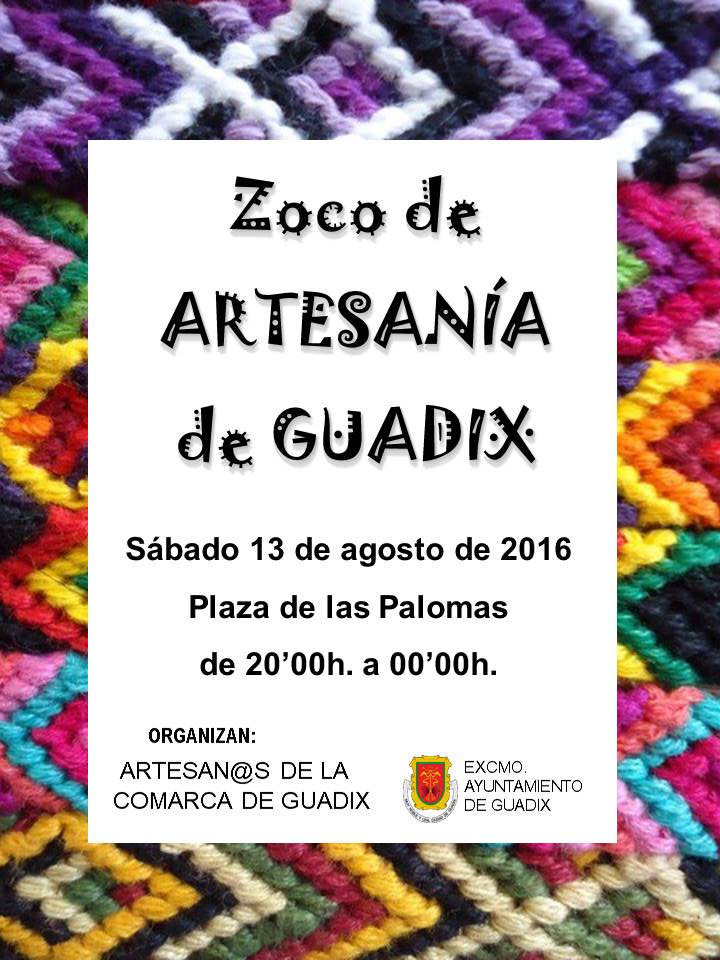 Zoco de
ARTESANÍA
de GUADIX
Sábado 13 de agosto de 2016
Plaza de las Palomas
de 20’00h. a 00’00h.
ORGANIZAN:
ARTESAN@S DE LA
COMARCA DE GUADIX
EXCMO.
AYUNTAMIENTO
DE GUADIX